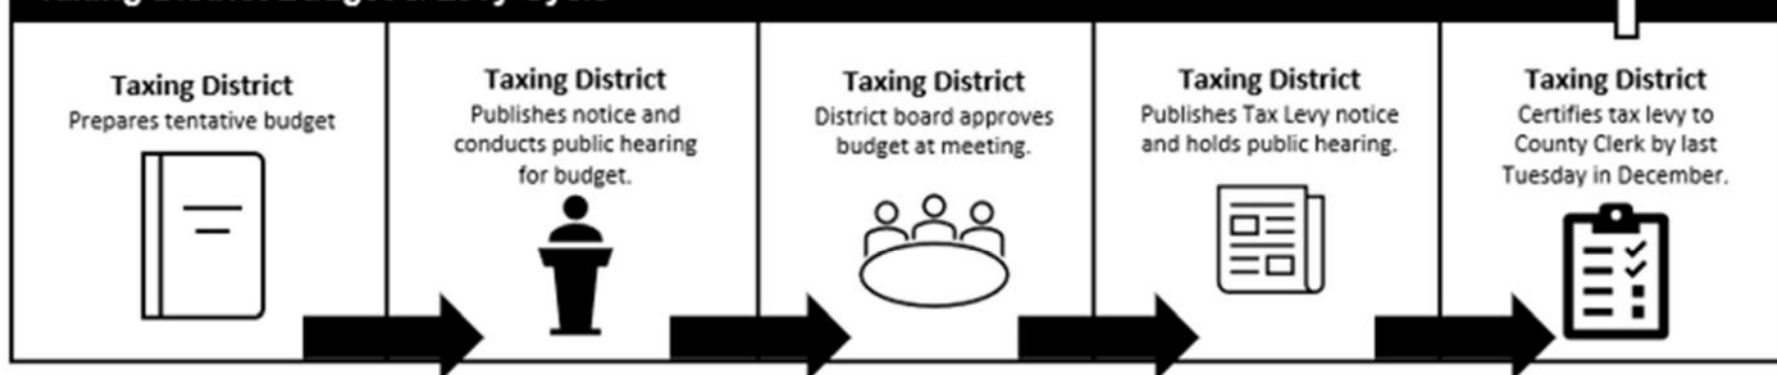 Taxing District
Prepares tentative budget
Taxing District
Publishes notice and
conducts public hearing
for budget.
Taxing District
District board approves
budget at meeting.
Taxing District
Publishes Tax Levy notice
and holds public hearing.
Taxing District
Certifies tax levy to
County Clerk by last
Tuesday in December.